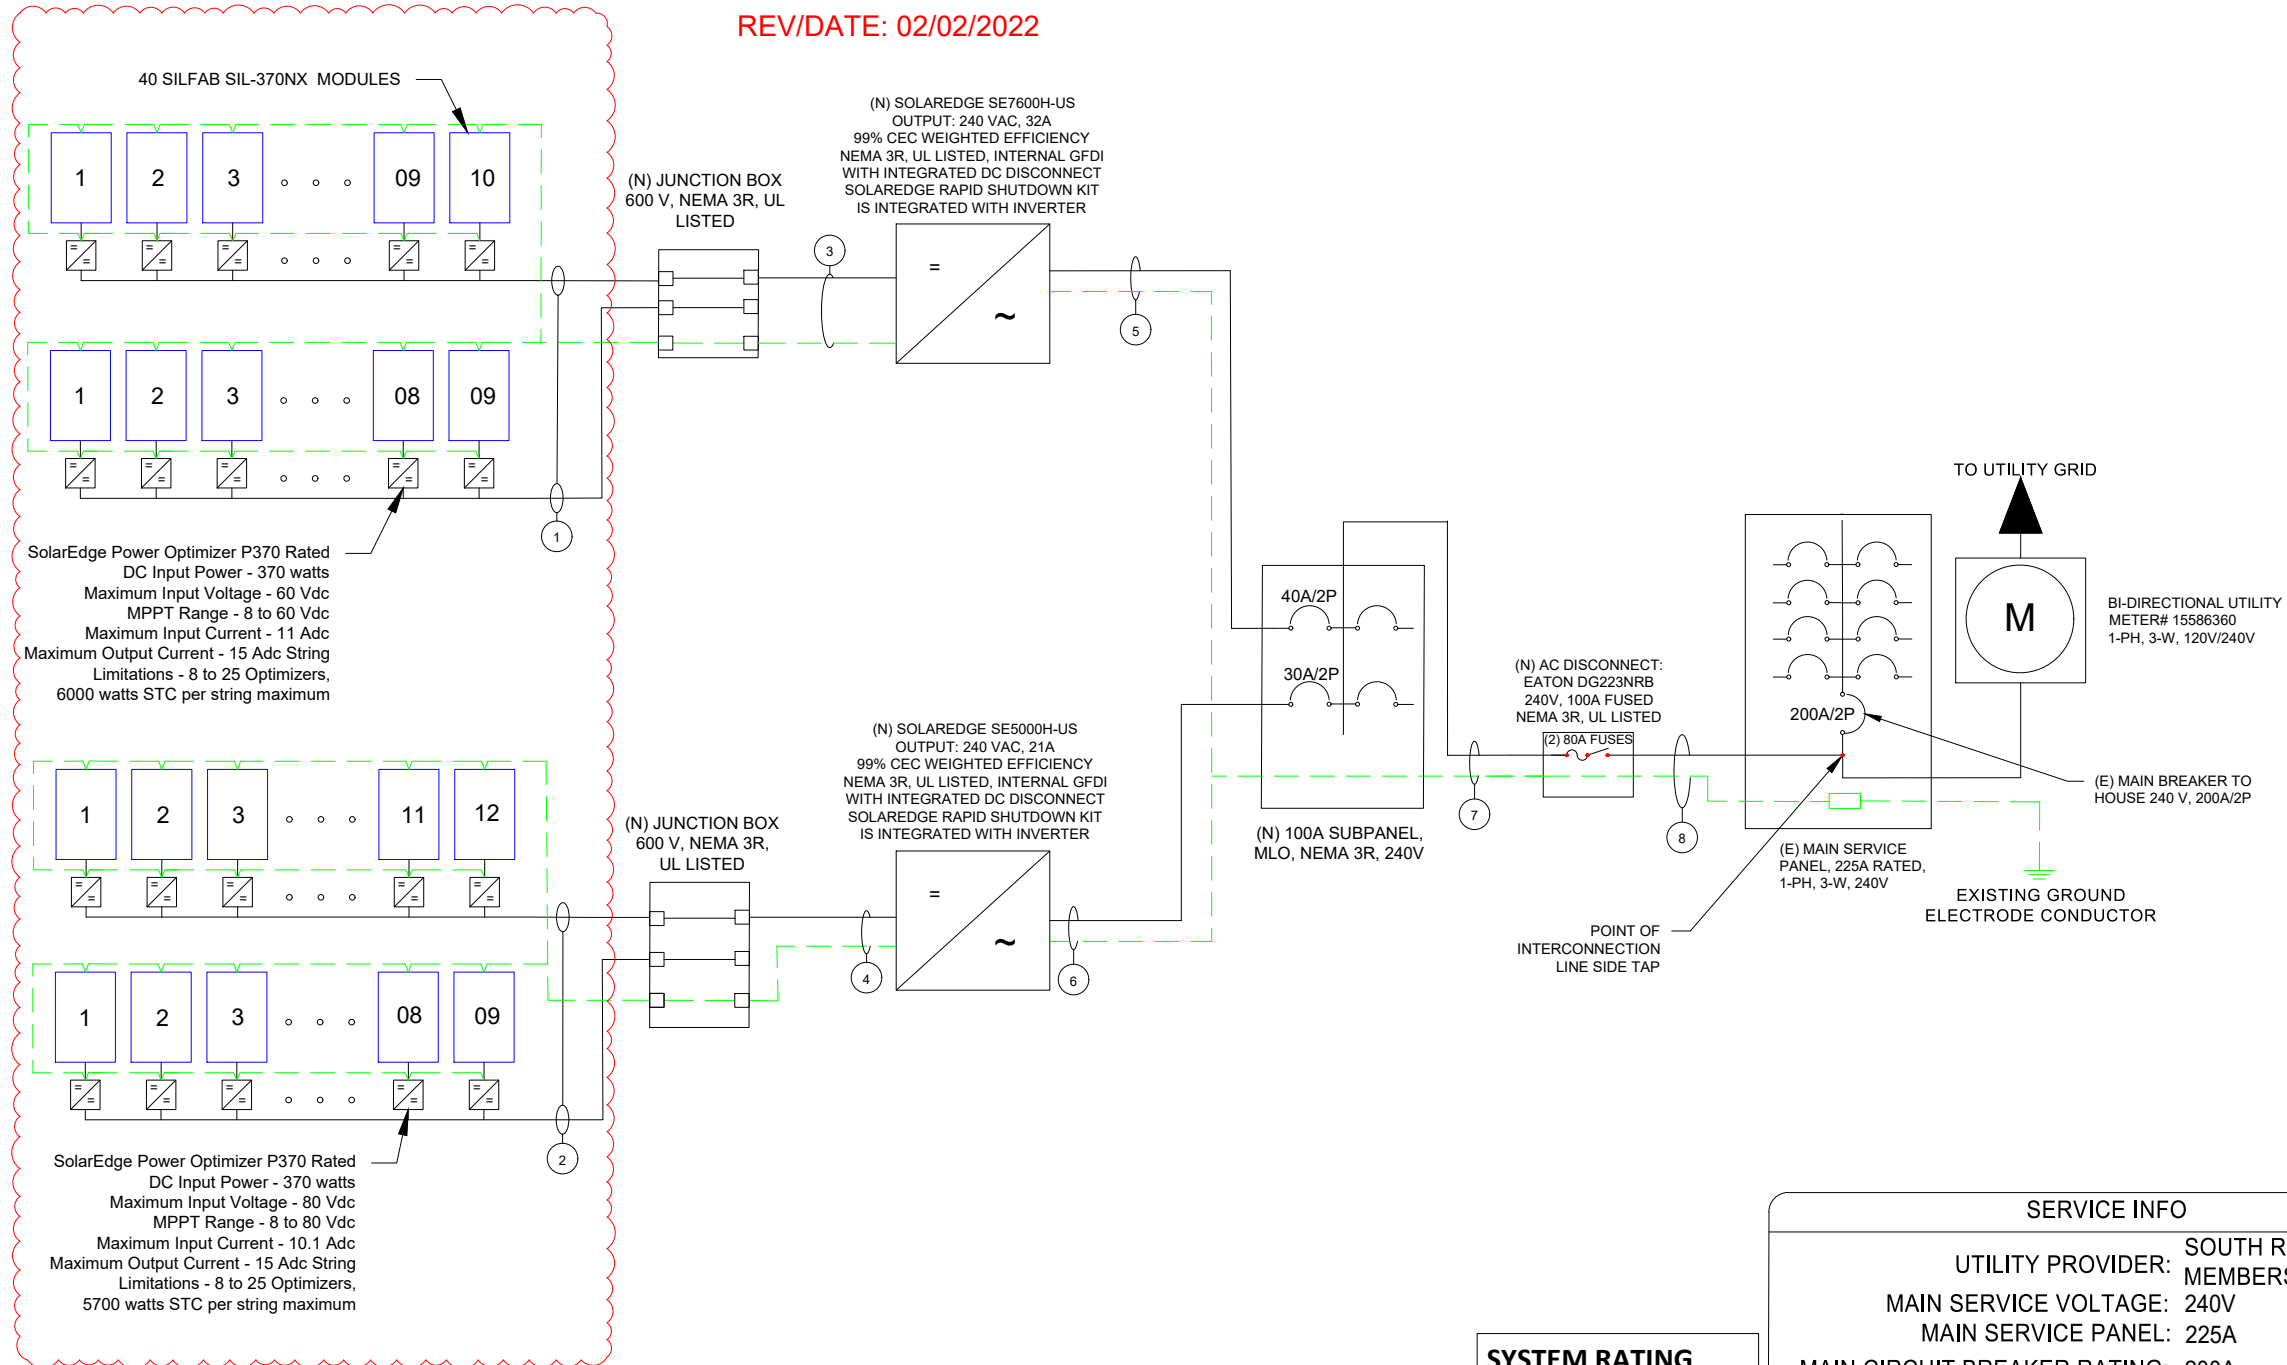 REV/DATE: 02/02/2022
40 SILFAB SIL-370NX MODULES
1 2 3 09 10
1 2 3 08 09
1
SolarEdge Power Optimizer P370 Rated
DC Input Power - 370 watts
Maximum Input Voltage - 60 Vdc
MPPT Range - 8 to 60 Vdc
Maximum Input Current - 11 Adc
Maximum Output Current - 15 Adc String
Limitations - 8 to 25 Optimizers,
6000 watts STC per string maximum
1 2 3 11 12
1 2 3 08 09
2
SolarEdge Power Optimizer P370 Rated
DC Input Power - 370 watts
Maximum Input Voltage - 80 Vdc
MPPT Range - 8 to 80 Vdc
Maximum Input Current - 10.1 Adc
Maximum Output Current - 15 Adc String
Limitations - 8 to 25 Optimizers,
5700 watts STC per string maximum
(N) JUNCTION BOX
600 V, NEMA 3R, UL
LISTED
3
(N) SOLAREDGE SE7600H-US
OUTPUT: 240 VAC, 32A
99% CEC WEIGHTED EFFICIENCY
NEMA 3R, UL LISTED, INTERNAL GFDI
WITH INTEGRATED DC DISCONNECT
SOLAREDGE RAPID SHUTDOWN KIT
IS INTEGRATED WITH INVERTER
=
~
5
(N) JUNCTION BOX
600 V, NEMA 3R,
UL LISTED
4
(N) SOLAREDGE SE5000H-US
OUTPUT: 240 VAC, 21A
99% CEC WEIGHTED EFFICIENCY
NEMA 3R, UL LISTED, INTERNAL GFDI
WITH INTEGRATED DC DISCONNECT
SOLAREDGE RAPID SHUTDOWN KIT
IS INTEGRATED WITH INVERTER
=
~
6
40A/2P
30A/2P
(N) 100A SUBPANEL,
MLO, NEMA 3R, 240V
7
(N) AC DISCONNECT:
EATON DG223NRB
240V, 100A FUSED
NEMA 3R, UL LISTED
(2) 80A FUSES
8
200A/2P
(E) MAIN SERVICE
PANEL, 225A RATED,
1-PH, 3-W, 240V
POINT OF
INTERCONNECTION
LINE SIDE TAP
TO UTILITY GRID
M
BI-DIRECTIONAL UTILITY
METER# 15586360
1-PH, 3-W, 120V/240V
(E) MAIN BREAKER TO
HOUSE 240 V, 200A/2P
EXISTING GROUND
ELECTRODE CONDUCTOR
SYSTEM RATING
SERVICE INFO
UTILITY PROVIDER: SOUTH R
MEMBERS
MAIN SERVICE VOLTAGE: 240V
MAIN SERVICE PANEL: 225A
MAIN CIRCUIT BREAKER RATING: 200A